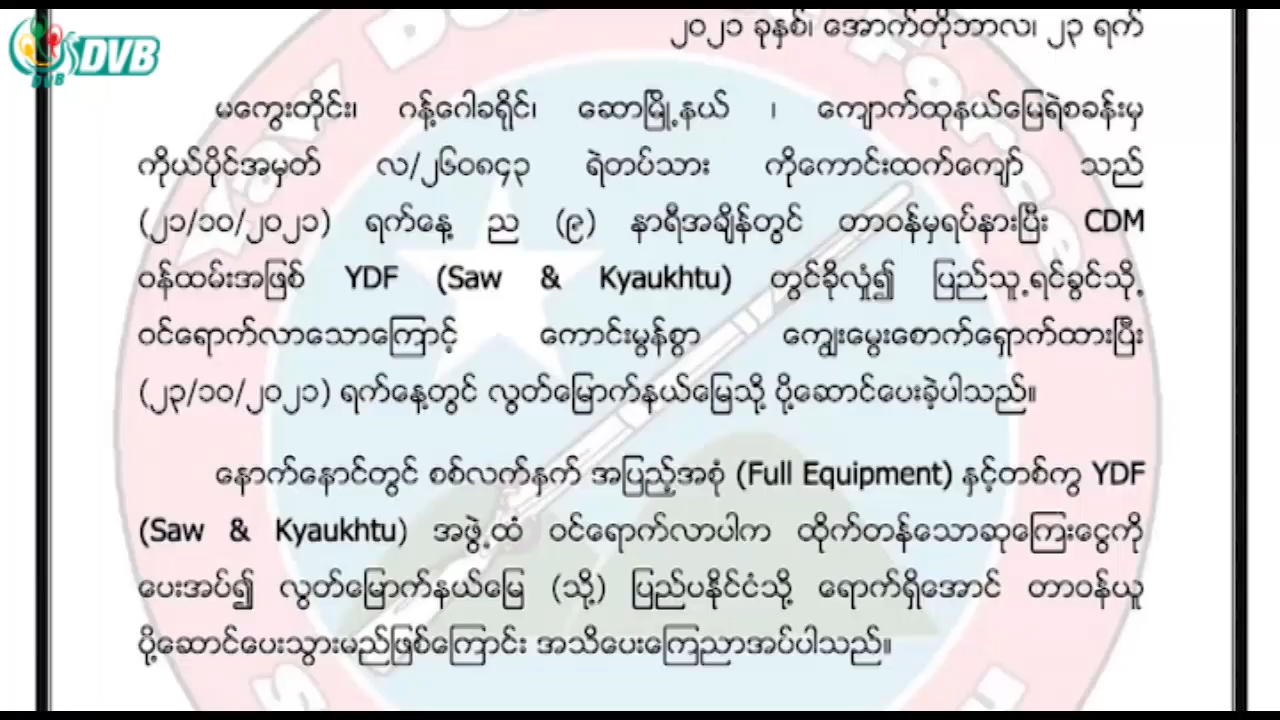 DVB
DVB
၂၀၂၁ ခုနှစ်၊ အောက်တိုဘာလ၊ ၂၃ ရက်
မကွေးတိုင်း၊ ဂန့်ဂေါခရိုင်၊ ဆောမြို့နယ် ၊ ကျောက်ထုနယ်မြေရဲစခန်းမှ
ကိုယ်ပိုင်အမှတ် လ/၂၆၀၈၄၃ ရဲတပ်သား ကိုကောင်းထက်ကျော် သည်
(၂၁/၁၀/၂၀၂၁) ရက်နေ့ ည (၉) နာရီအချိန်တွင် တာဝန်မှရပ်နားပြီး CDM
ဝန်ထမ်းအဖြစ် YDF (Saw & Kyaukhtu) တွင်ခိုလှုံ၍ ပြည်သူ့ရင်ခွင်သို့
ဝင်ရောက်လာသောကြောင့် ကောင်းမွန်စွာ ကျွေးမွေးစောက်ရှောက်ထားပြီး
(၂၃/၁၀/၂၀၂၁) ရက်နေ့တွင် လွတ်မြောက်နယ်မြေသို့ ပို့ဆောင်ပေးခဲ့ပါသည်။
နောက်နောင်တွင် စစ်လက်နက် အပြည့်အစုံ (Full Equipment) နှင့်တစ်ကွ YDF
(Saw & Kyaukhtu) အဖွဲ့ထံ ဝင်ရောက်လာပါက ထိုက်တန်သောဆုကြေးငွေကို
ပေးအပ်၍ လွတ်မြောက်နယ်မြေ (သို့) ပြည်ပနိုင်ငံသို့ ရောက်ရှိအောင် တာဝန်ယူ
ပို့ဆောင်ပေးသွားမည်ဖြစ်ကြောင်း အသိပေးကြေညာအပ်ပါသည်။